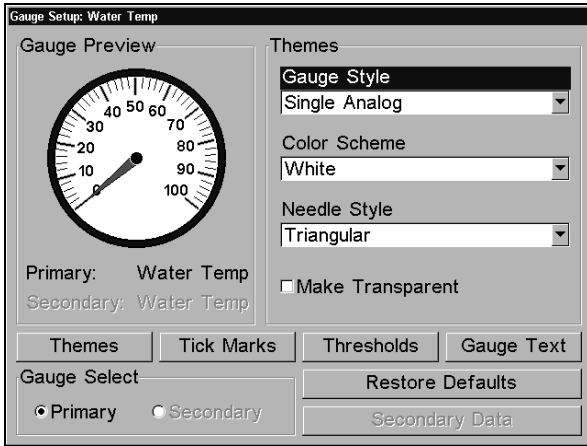 Gauge Setup: Water Temp
Gauge Preview
0
10
20
30
40
50
60
70
80
90
100
Primary: Water Temp
Secondary: Water Temp
Themes
Gauge Style
Single Analog
Color Scheme
White
Needle Style
Triangular
Make Transparent
Themes
Tick Marks
Thresholds
Gauge Text
Gauge Select
Primary
Secondary
Restore Defaults
Secondary Data